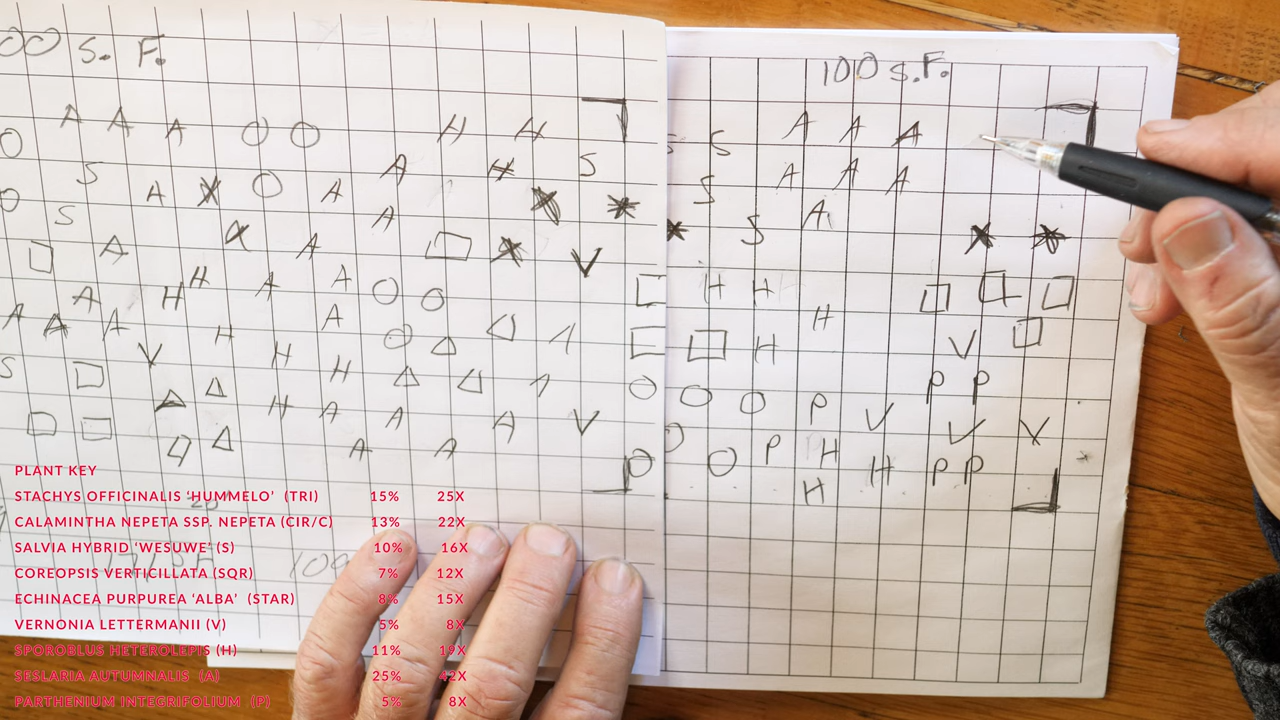 00 S. F.
100 S.F.
A A A O O H H
S S A A A
O S A A H S
S A A A
O S A O A A
S A
A A V
H H
A H H A A O O
H
A A A H A O
H V
V H H
P P
S H A A A V
O O O P V
V V
A A
O O P H H P P
H
PLANT KEY
STACHYS OFFICINALIS 'HUMMELO' (TRI) 15% 25X
CALAMINTHA NEPETA SSP. NEPETA (CIR/C) 13% 22X
SALVIA HYBRID 'WESUWE' (S) 10% 16X
COREOPSIS VERTICILLATA (SQR) 7% 12X
ECHINACEA PURPUREA 'ALBA' (STAR) 8% 15X
VERNONIA LETTERMANII (V) 5% 8X
SPOROBLUS HETEROLEPIS (H) 11% 19X
SESLARIA AUTUMNALIS (A) 25% 42X
PARTHENIUM INTEGRIFOLIUM (P) 5% 8X